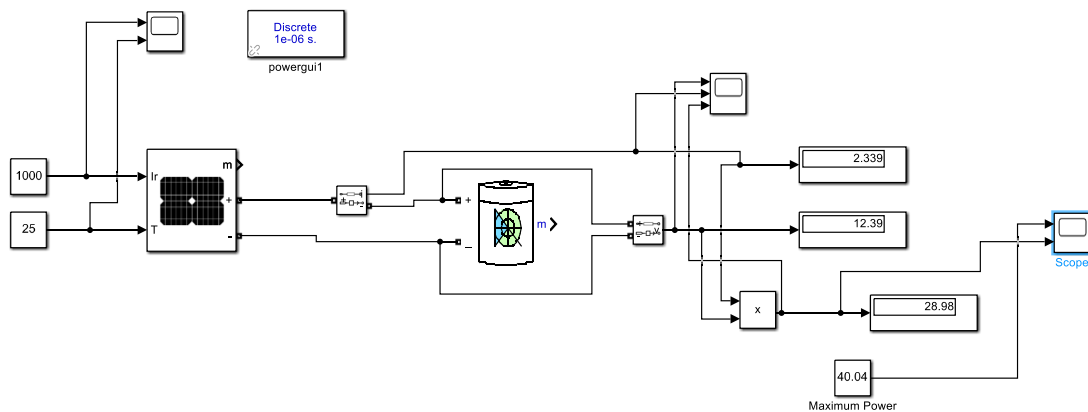 Discrete
1e-06 s.
powergui1
1000
25
Ir
T
m
+
-
+
_
m
v
2.339
12.39
x
28.98
40.04
Maximum Power
Scope